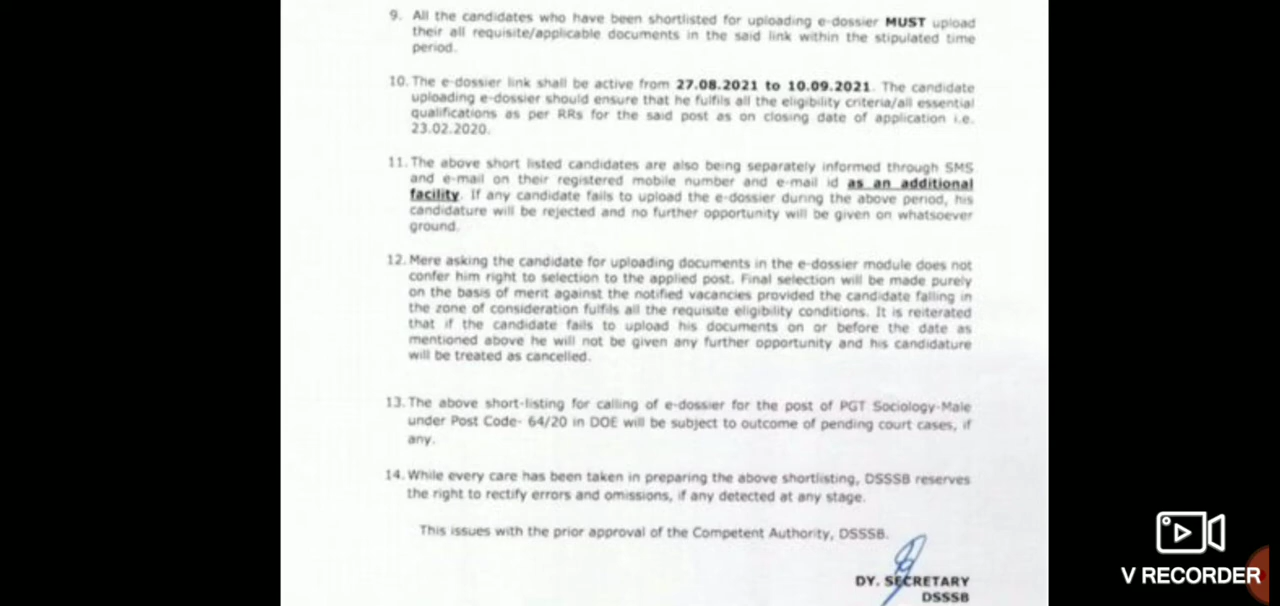 9. All the candidates who have been shortlisted for uploading e-dossier MUST upload
their all requisite/applicable documents in the said link within the stipulated time
period.
10. The e-dossier link shall be active from 27.08.2021 to 10.09.2021. The candidate
uploading e-dossier should ensure that he fulfils all the eligibility criteria/all essential
qualifications as per RRs for the said post as on closing date of application i.e.
23.02.2020.
11. The above short listed candidates are also being separately informed through SMS
and e-mail on their registered mobile number and e-mail id as an additional
facility. If any candidate fails to upload the e-dossier during the above period, his
candidature will be rejected and no further opportunity will be given on whatsoever
ground.
12. Mere asking the candidate for uploading documents in the e-dossier module does not
confer him right to selection to the applied post. Final selection will be made purely
on the basis of merit against the notified vacancies provided the candidate falling in
the zone of consideration fulfils all the requisite eligibility conditions. It is reiterated
that if the candidate fails to upload his documents on or before the date as
mentioned above he will not be given any further opportunity and his candidature
will be treated as cancelled.
13. The above short-listing for calling of e-dossier for the post of PGT Sociology-Male
under Post Code- 64/20 in DOE will be subject to outcome of pending court cases, if
any.
14. While every care has been taken in preparing the above shortlisting, DSSSB reserves
the right to rectify errors and omissions, if any detected at any stage.
This issues with the prior approval of the Competent Authority, DSSSB.
DY. SECRETARY
DSSSB
V RECORDER